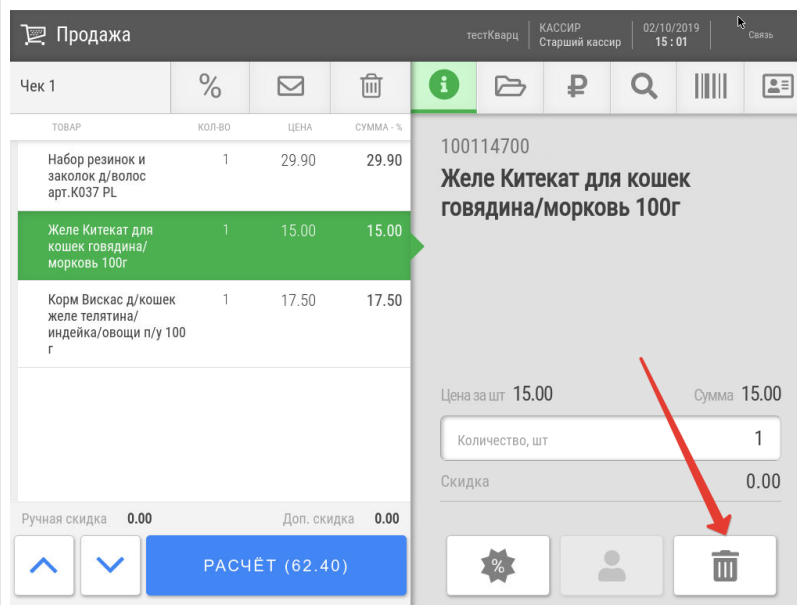 Продажа
тестКварц
КАССИР
Старший кассир
02/10/2019
15:01
Связь
Чек 1
%
ТОВАР КОЛ-ВО ЦЕНА СУММА - %
Набор резинок и
заколок д/волос
арт.K037 PL
1 29.90 29.90
Желе Китекат для
кошек говядина/
морковь 100г
1 15.00 15.00
Корм Вискас д/кошек
желе телятина/
индейка/овощи п/у 100
г
1 17.50 17.50
Ручная скидка 0.00 Доп. скидка 0.00
РАСЧЁТ (62.40)
100114700
Желе Китекат для кошек
говядина/морковь 100г
Цена за шт 15.00 Сумма 15.00
Количество, шт 1
Скидка 0.00
%